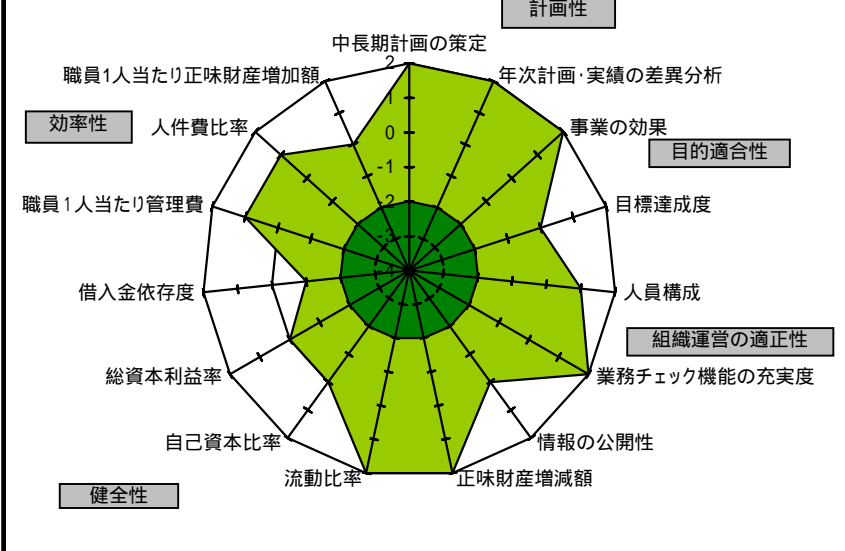 計画性
中長期計画の策定
職員1人当たり正味財産増加額
年次計画・実績の差異分析
効率性
人件費比率
事業の効果
目的適合性
職員1人当たり管理費
目標達成度
借入金依存度
人員構成
組織運営の適正性
総資本利益率
業務チェック機能の充実度
自己資本比率
情報の公開性
流動比率
正味財産増減額
健全性
2
1
0
-1
-2
-3
-4